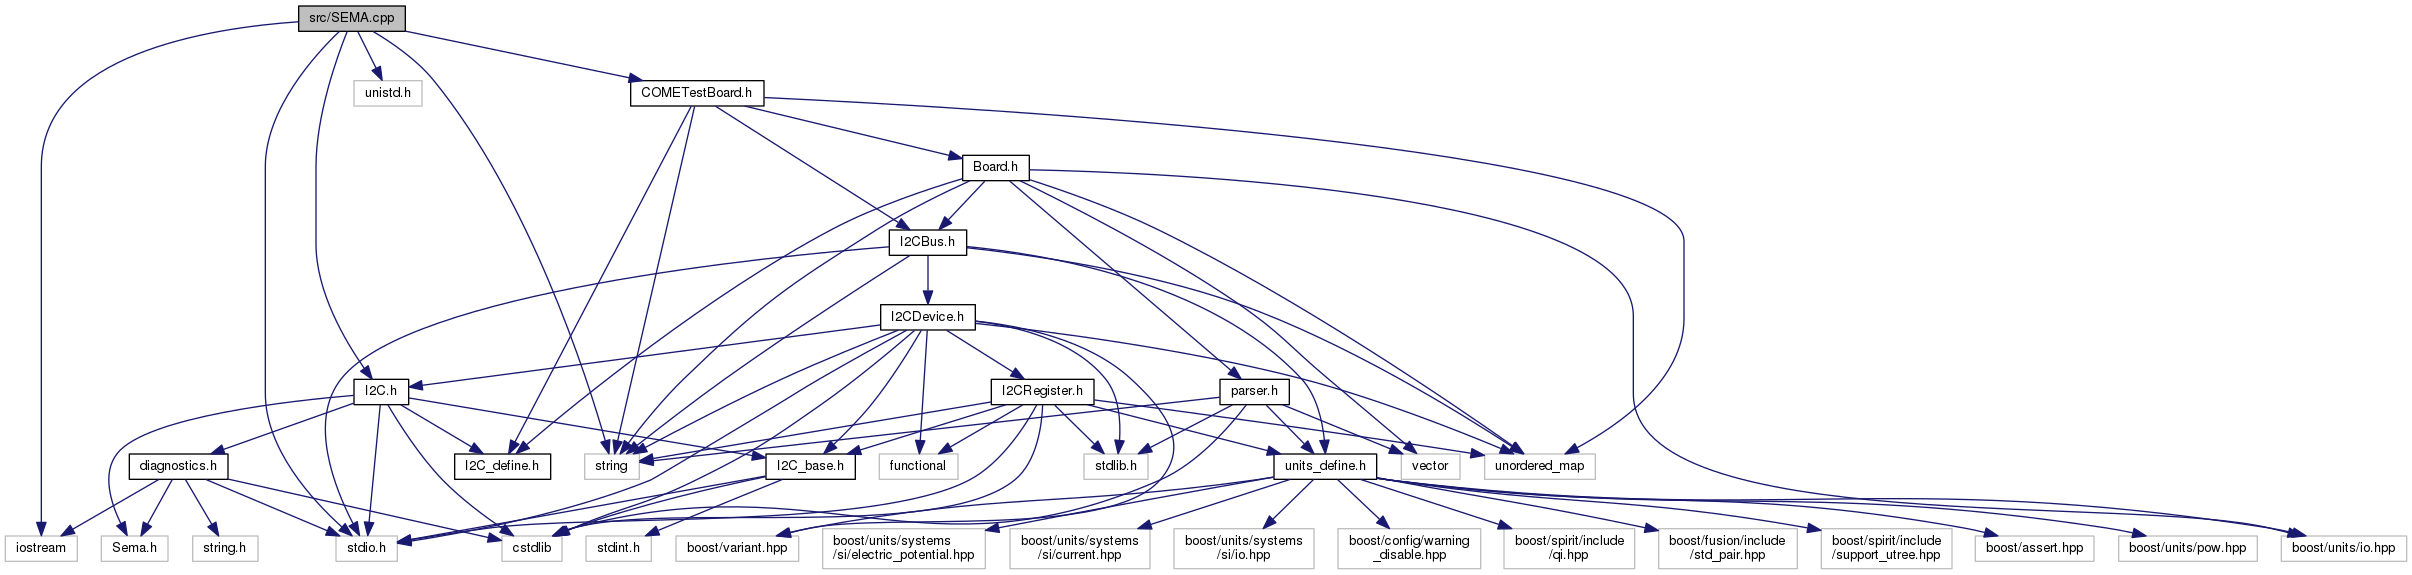 src/SEMA.cpp
unistd.h
COMETestBoard.h
Board.h
I2CBus.h
I2CDevice.h
I2C.h
I2CRegister.h
parser.h
diagnostics.h
I2C_define.h
string
I2C_base.h
functional
stdlib.h
units_define.h
vector
unordered_map
iostream
Sema.h
string.h
stdio.h
cstdlib
stdint.h
boost/variant.hpp
boost/units/systems
/si/electric_potential.hpp
boost/units/systems
/si/current.hpp
boost/units/systems
/si/io.hpp
boost/config/warning
_disable.hpp
boost/spirit/include
/qi.hpp
boost/fusion/include
/std_pair.hpp
boost/spirit/include
/support_utree.hpp
boost/assert.hpp
boost/units/pow.hpp
boost/units/io.hpp